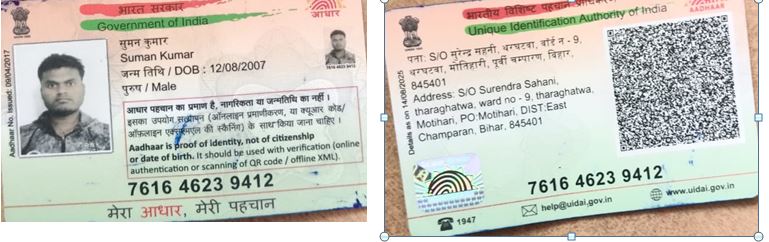 भारत सरकार
Government of India
आधार
Aadhaar No. Issued: 09/04/2017
सुमन कुमार
Suman Kumar
जन्म तिथि / DOB : 12/08/2007
पुरुष / Male
7616 4623 9412
आधार पहचान का प्रमाण है, नागरिकता या जन्मतिथि का नहीं ।
इसका उपयोग सत्यापन (ऑनलाइन प्रमाणीकरण, या क्यूआर कोड/
ऑफ़लाइन एक्सएमएल की स्कैनिंग) के साथ किया जाना चाहिए ।
Aadhaar is proof of identity, not of citizenship
or date of birth. It should be used with verification (online
authentication or scanning of QR code / offline XML).
7616 4623 9412
मेरा आधार, मेरी पहचान
भारतीय विशिष्ट पहचान
Unique Identification Authority of India
AADHAAR
Details as on: 14/08/2025
पता: S/O सुरेन्द्र सहनी, थरघटवा, वार्ड न - 9,
थरघटवा, मोतिहारी, पूर्वी चम्पारण, बिहार,
845401
Address: S/O Surendra Sahani,
tharaghatwa, ward no - 9, tharaghatwa,
Motihari, PO:Motihari, DIST:East
Champaran, Bihar, 845401
7616 4623 9412
1947
help@uidai.gov.in
www.uidai.gov.in